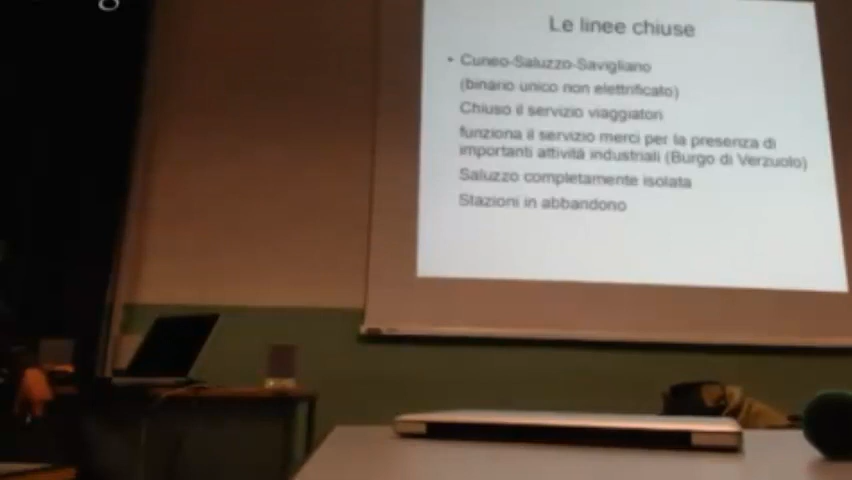 Le linee chiuse
• Cuneo-Saluzzo-Savigliano
(binario unico non elettrificato)
Chiuso il servizio viaggiatori
funziona il servizio merci per la presenza di
importanti attività industriali (Burgo di Verzuolo)
Saluzzo completamente isolata
Stazioni in abbandono